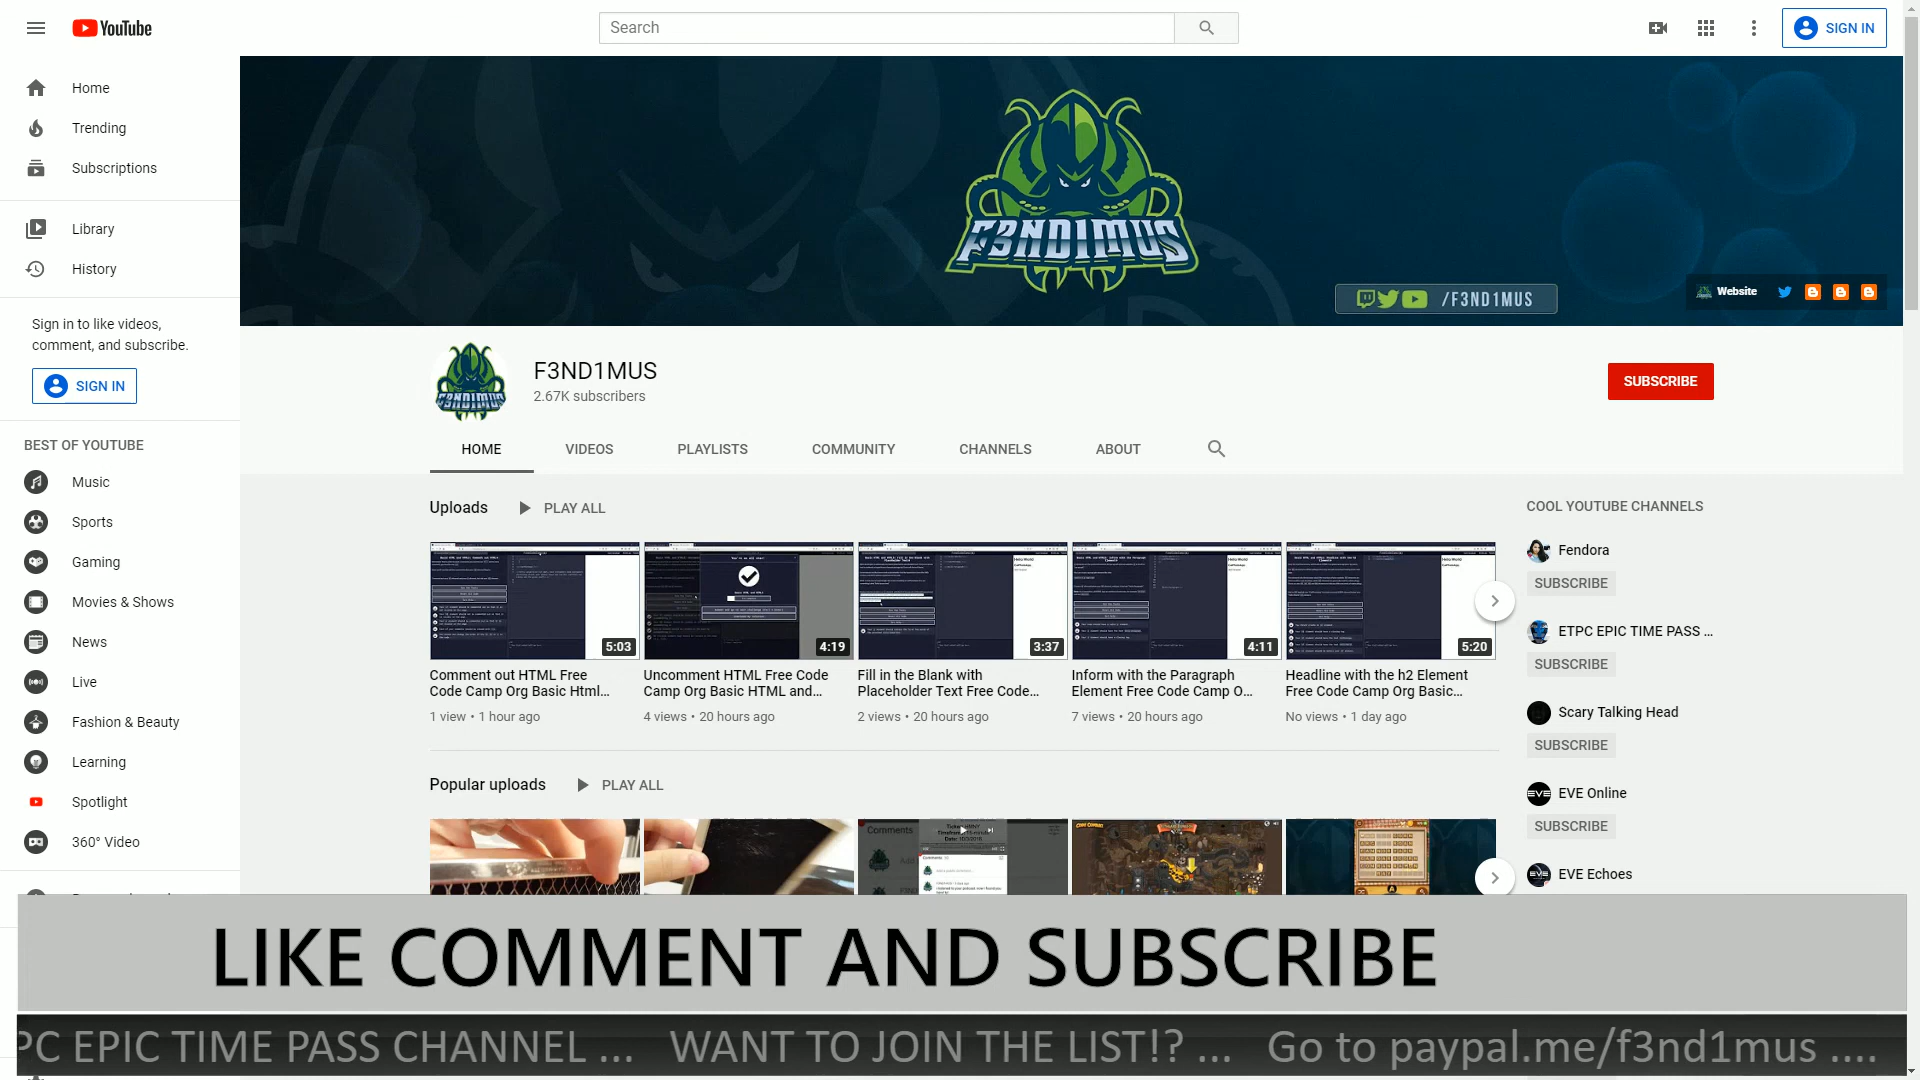 YouTube
Search
SIGN IN
Home
Trending
Subscriptions
Library
History
Sign in to like videos,
comment, and subscribe.
SIGN IN
BEST OF YOUTUBE
Music
Sports
Gaming
Movies & Shows
News
Live
Fashion & Beauty
Learning
Spotlight
360° Video
F3ND1MUS
/F3ND1MUS
Website
F3ND1MUS
2.67K subscribers
SUBSCRIBE
HOME VIDEOS PLAYLISTS COMMUNITY CHANNELS ABOUT
Uploads PLAY ALL
5:03
Comment out HTML Free
Code Camp Org Basic Html...
1 view • 1 hour ago
4:19
Uncomment HTML Free Code
Camp Org Basic HTML and...
4 views • 20 hours ago
3:37
Fill in the Blank with
Placeholder Text Free Code...
2 views • 20 hours ago
4:11
Inform with the Paragraph
Element Free Code Camp O...
7 views • 20 hours ago
5:20
Headline with the h2 Element
Free Code Camp Org Basic...
No views • 1 day ago
Popular uploads PLAY ALL
Comments
COOL YOUTUBE CHANNELS
Fendora
SUBSCRIBE
ETPC EPIC TIME PASS ...
SUBSCRIBE
Scary Talking Head
SUBSCRIBE
EVE Online
SUBSCRIBE
EVE Echoes
LIKE COMMENT AND SUBSCRIBE
PC EPIC TIME PASS CHANNEL ... WANT TO JOIN THE LIST!? ... Go to paypal.me/f3nd1mus ....